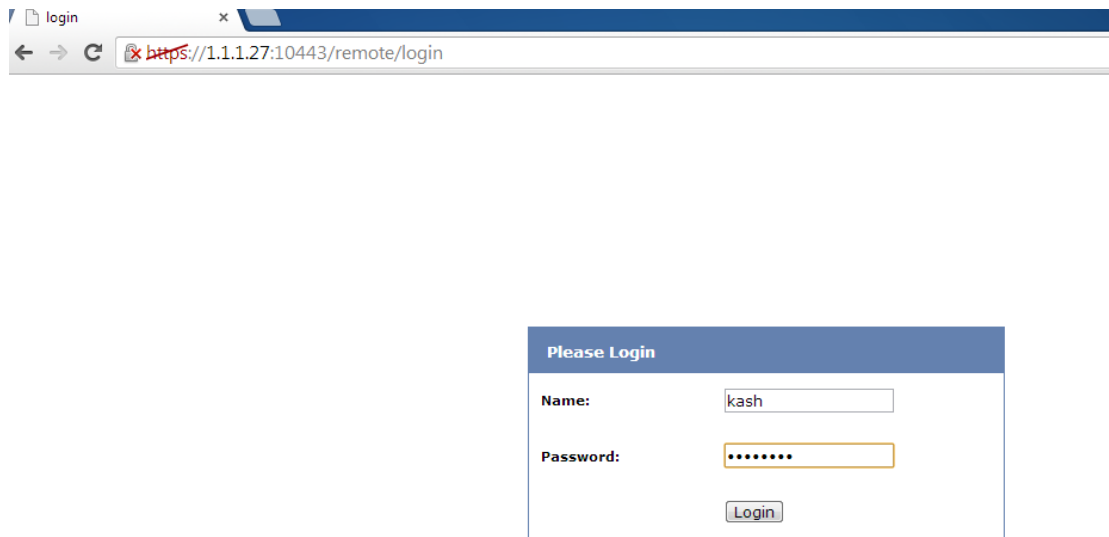 login
https://1.1.1.27:10443/remote/login
Please Login
Name: kash
Password: ••••••••
Login